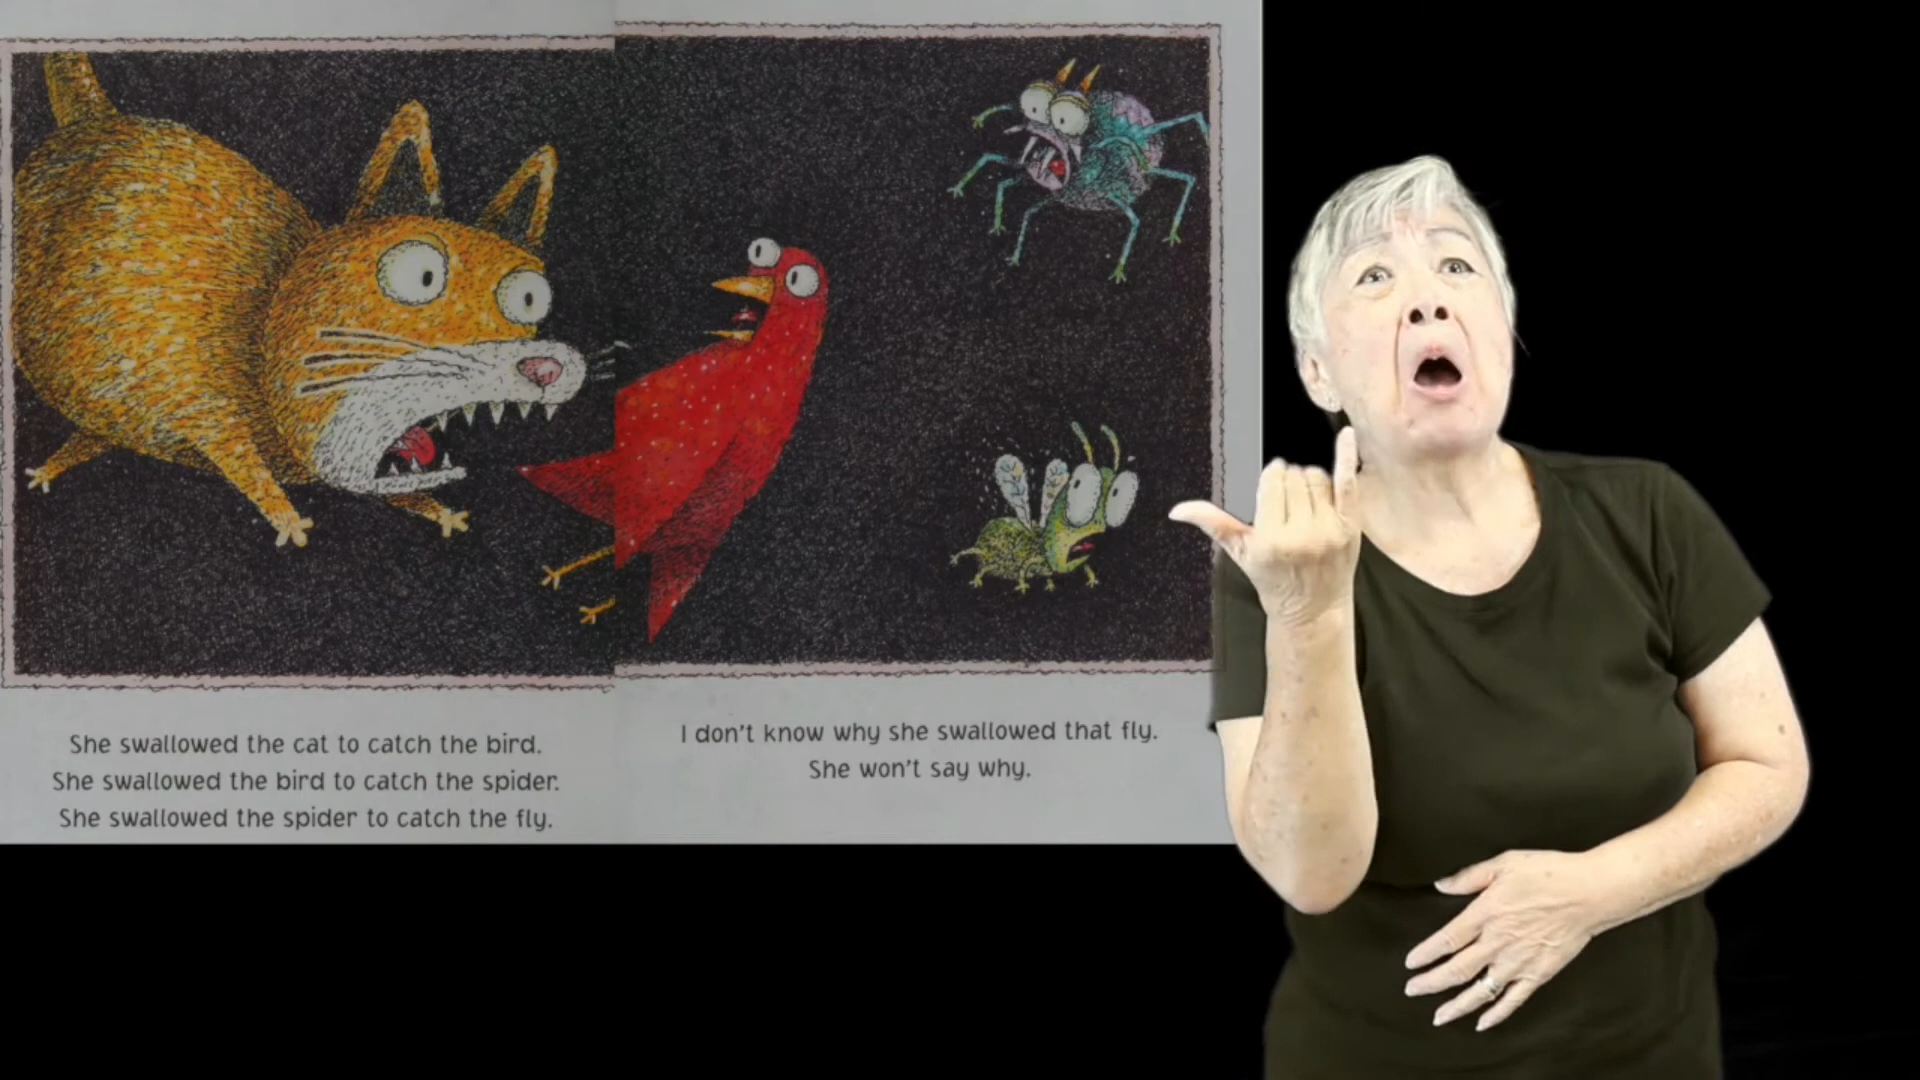 She swallowed the cat to catch the bird.
She swallowed the bird to catch the spider.
She swallowed the spider to catch the fly.
I don't know why she swallowed that fly.
She won't say why.